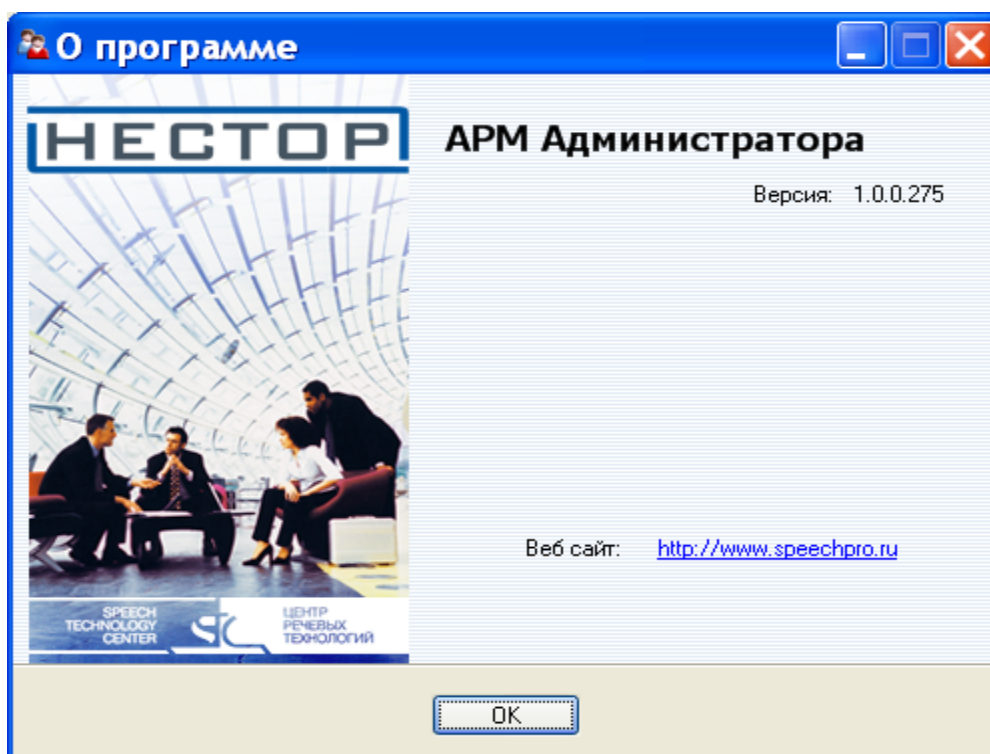 О программе
НЕСТОР
АРМ Администратора
Версия: 1.0.0.275
Веб сайт: http://www.speechpro.ru
SPEECH
TECHNOLOGY
CENTER
ЦЕНТР
РЕЧЕВЫХ
ТЕХНОЛОГИЙ
OK